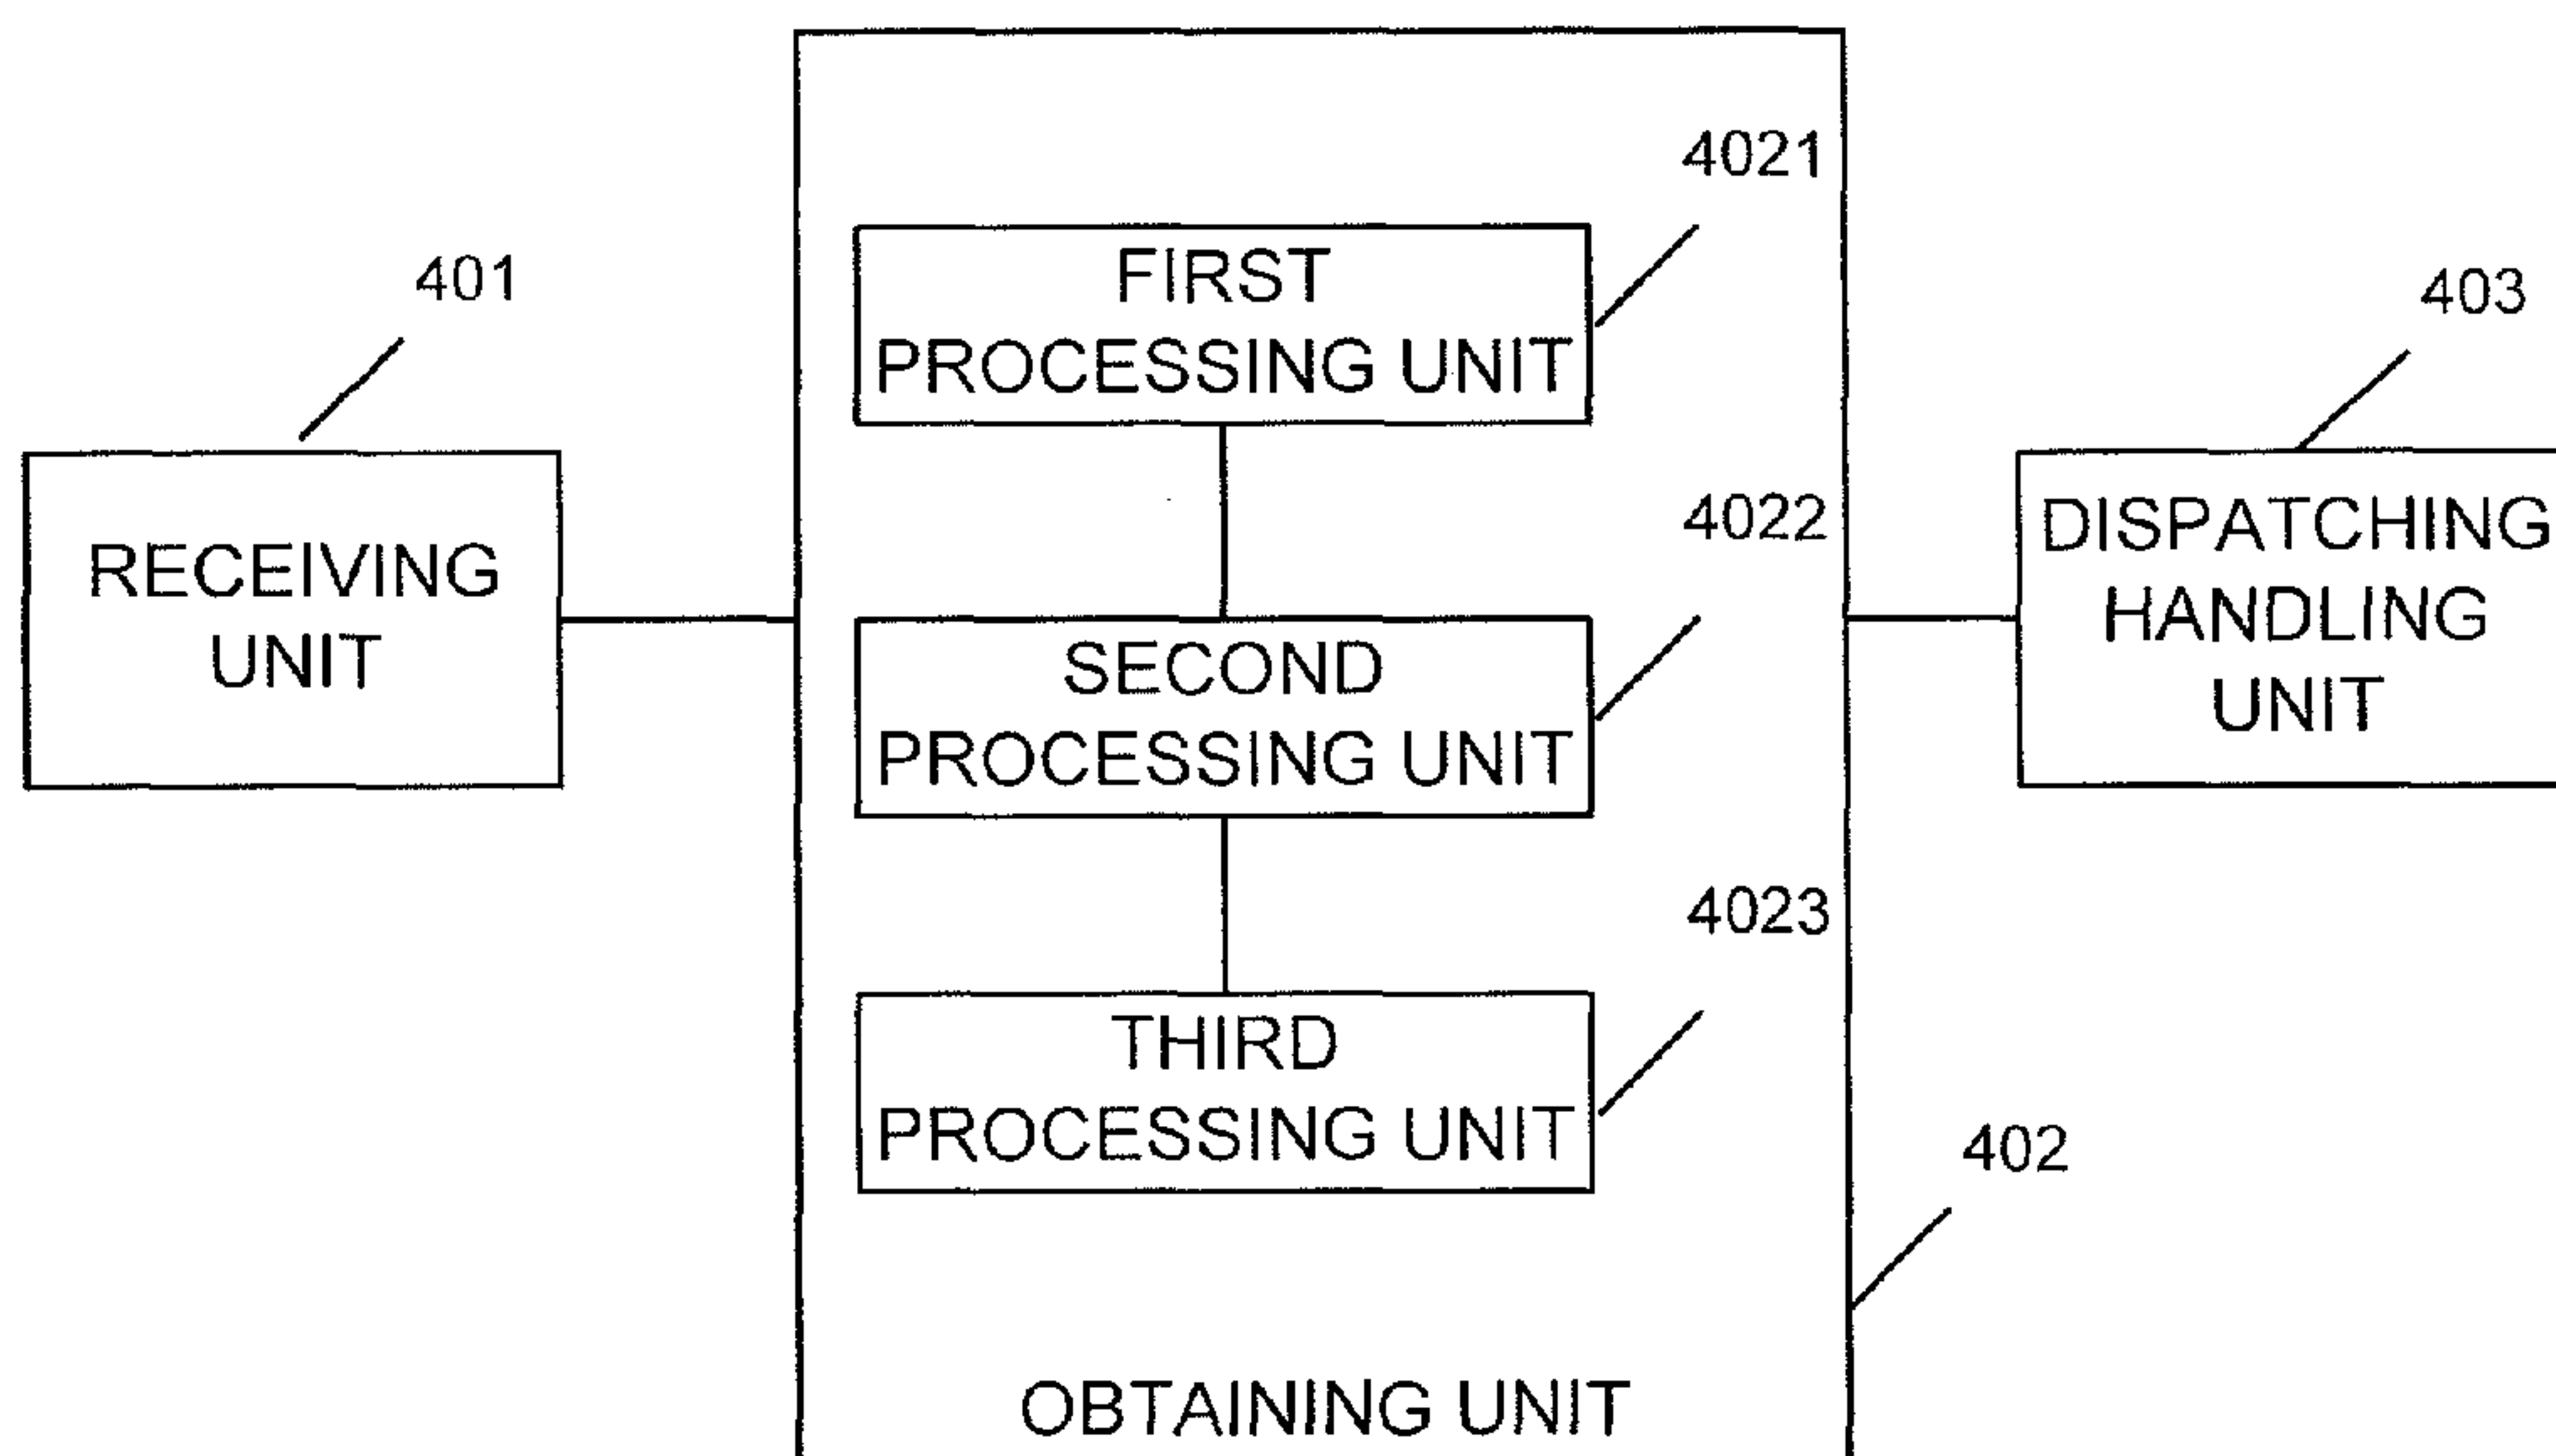 4021
FIRST
PROCESSING UNIT
401
403
RECEIVING
UNIT
4022
SECOND
PROCESSING UNIT
DISPATCHING
HANDLING
UNIT
4023
THIRD
PROCESSING UNIT
402
OBTAINING UNIT